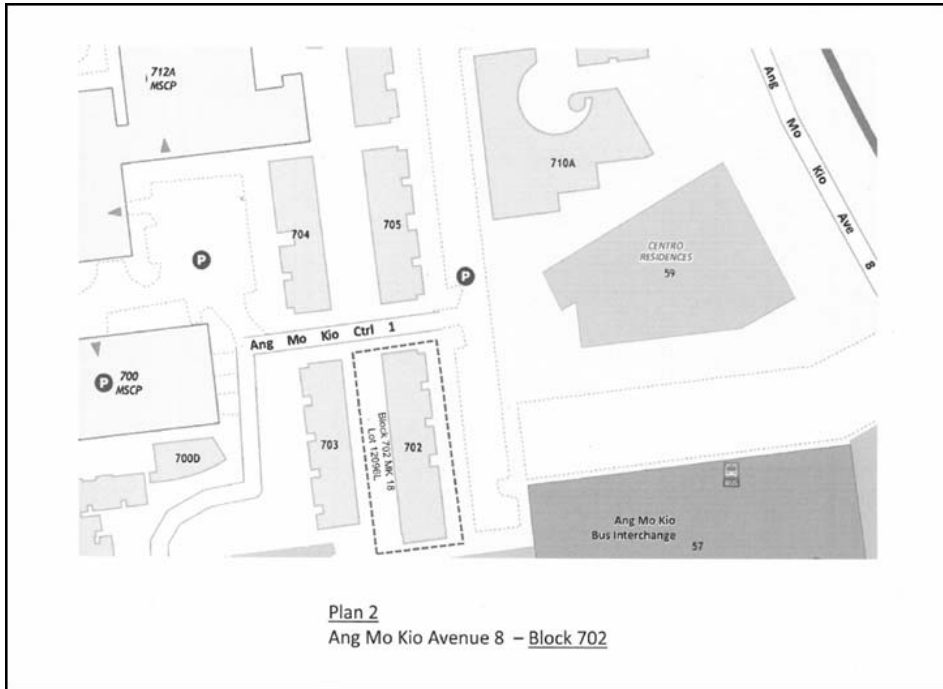 712A
MSCP
710A
Ang Mo Kio Ave 8
704
705
CENTRO
RESIDENCES
59
P
P
Ang Mo Kio Ctrl 1
700
MSCP
P
703
Block 702 MK 18
Lot 12096L
702
700D
BUS
Ang Mo Kio
Bus Interchange
57
Plan 2
Ang Mo Kio Avenue 8 – Block 702